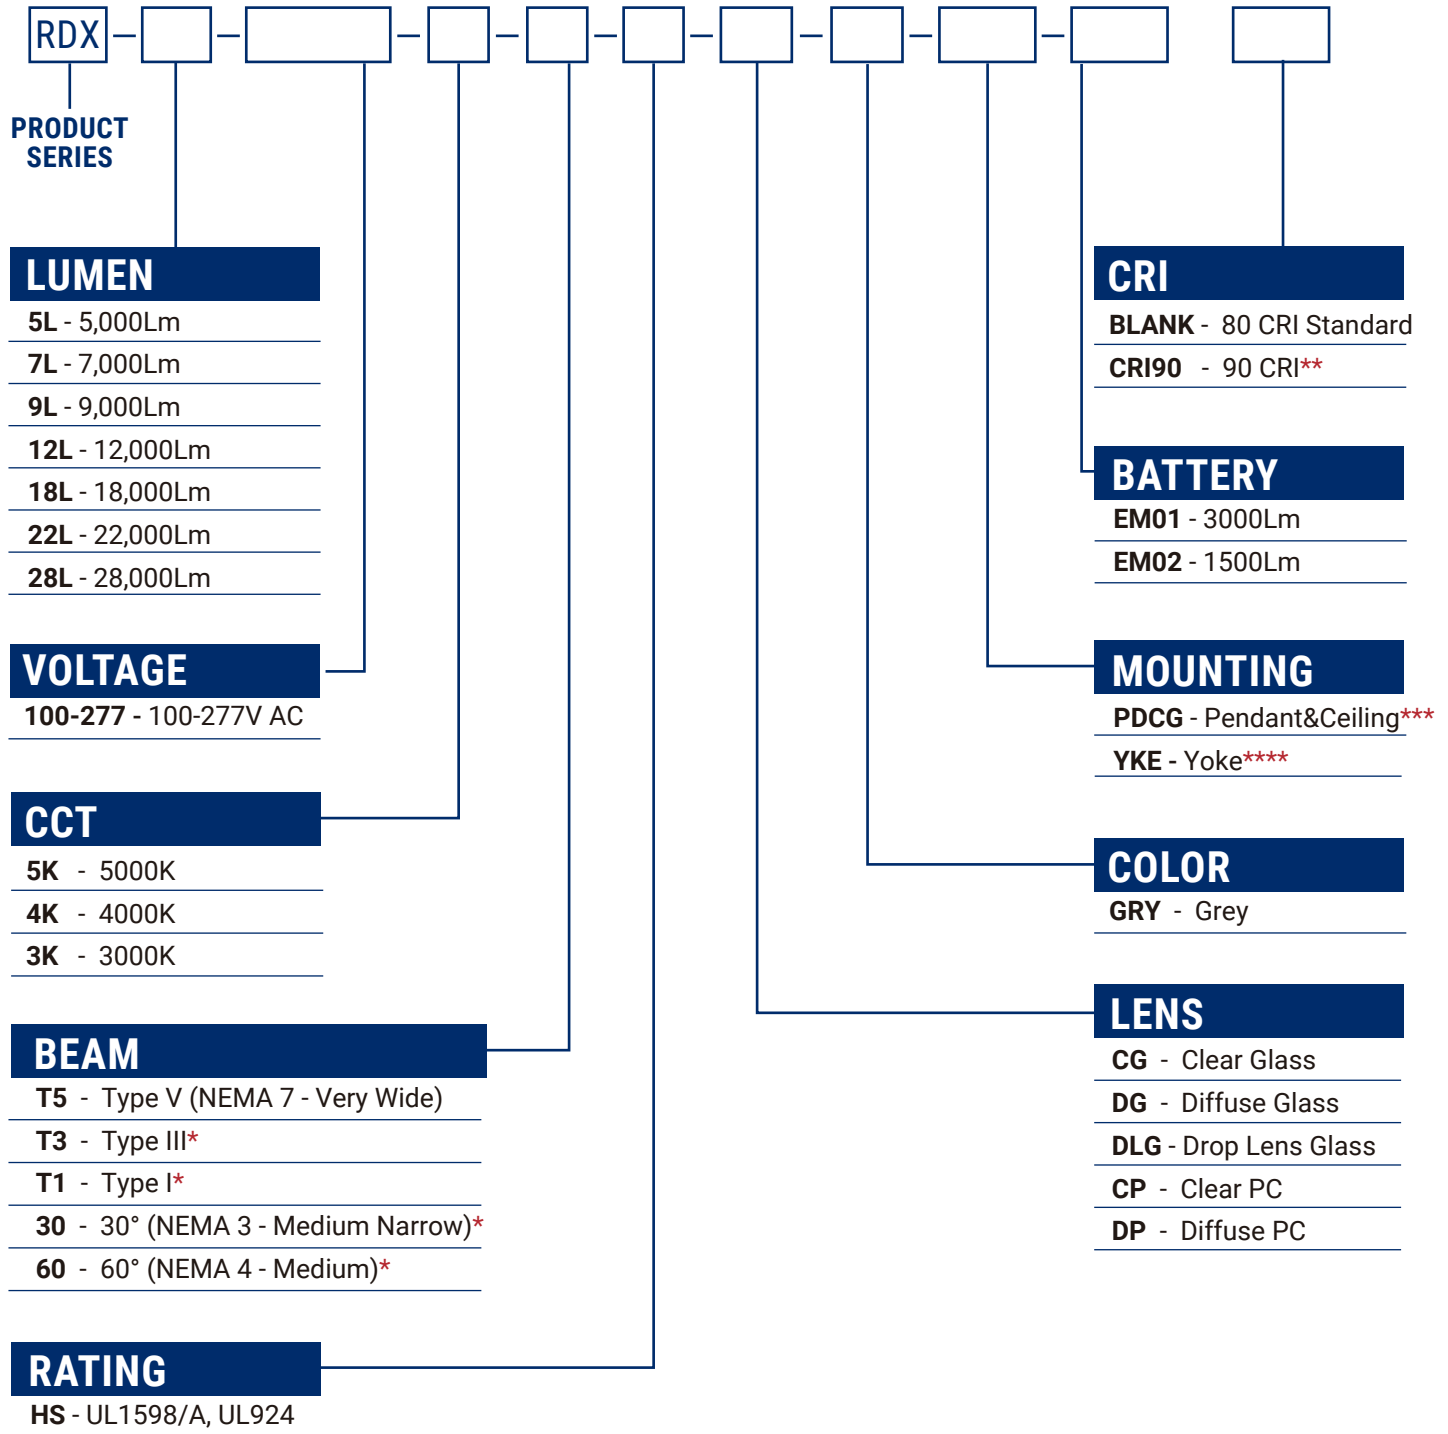 RDX
PRODUCT
SERIES
LUMEN
5L - 5,000Lm
7L - 7,000Lm
9L - 9,000Lm
12L - 12,000Lm
18L - 18,000Lm
22L - 22,000Lm
28L - 28,000Lm
VOLTAGE
100-277 - 100-277V AC
CCT
5K - 5000K
4K - 4000K
3K - 3000K
BEAM
T5 - Type V (NEMA 7 - Very Wide)
T3 - Type III*
T1 - Type I*
30 - 30° (NEMA 3 - Medium Narrow)*
60 - 60° (NEMA 4 - Medium)*
RATING
HS - UL1598/A, UL924
CRI
BLANK - 80 CRI Standard
CRI90 - 90 CRI**
BATTERY
EM01 - 3000Lm
EM02 - 1500Lm
MOUNTING
PDCG - Pendant&Ceiling***
YKE - Yoke****
COLOR
GRY - Grey
LENS
CG - Clear Glass
DG - Diffuse Glass
DLG - Drop Lens Glass
CP - Clear PC
DP - Diffuse PC